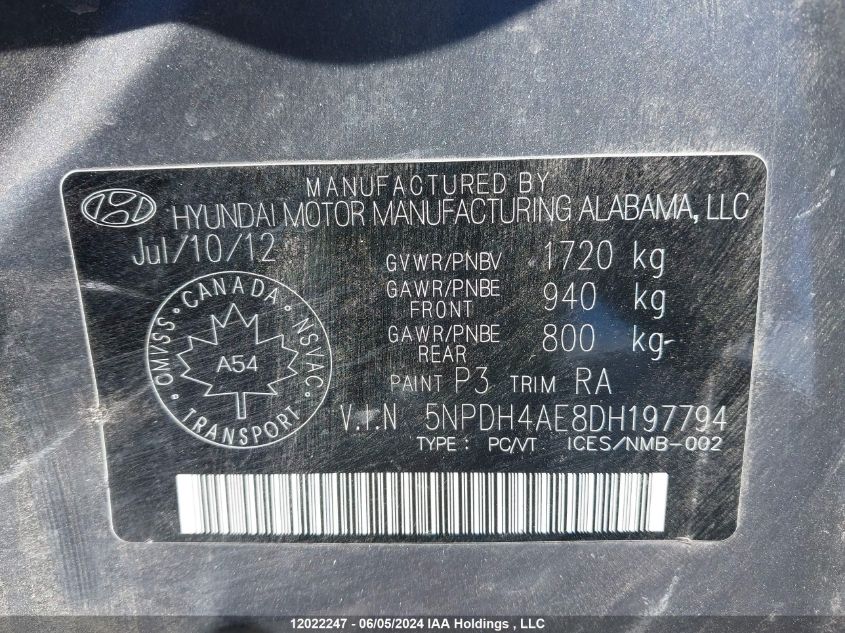 MANUFACTURED BY
HYUNDAI MOTOR MANUFACTURING ALABAMA, LLC
Jul/10/12
GVWR/PNBV 1720 kg
GAWR/PNBE FRONT 940 kg
GAWR/PNBE REAR 800 kg
CANADA
CMVSS NSVAC
A54
TRANSPORT
PAINT P3 TRIM RA
V.I.N 5NPDH4AE8DH197794
TYPE: PC/VT ICES/NMB-002
12022247 - 06/05/2024 IAA Holdings , LLC